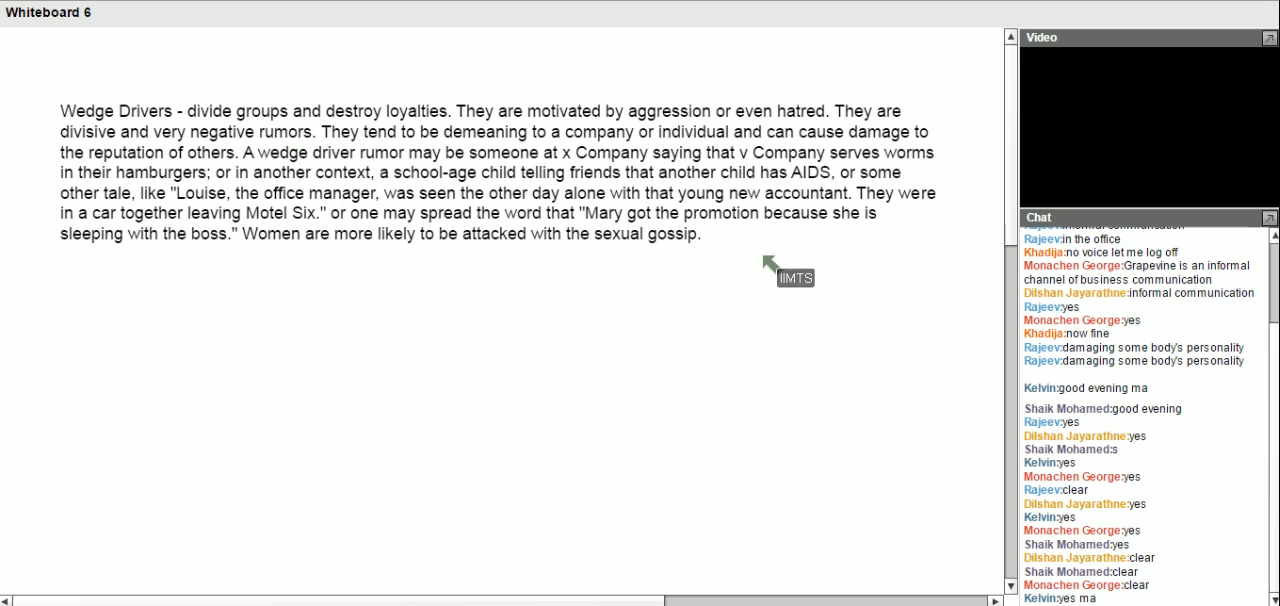 Whiteboard 6
Wedge Drivers - divide groups and destroy loyalties. They are motivated by aggression or even hatred. They are
divisive and very negative rumors. They tend to be demeaning to a company or individual and can cause damage to
the reputation of others. A wedge driver rumor may be someone at x Company saying that v Company serves worms
in their hamburgers; or in another context, a school-age child telling friends that another child has AIDS, or some
other tale, like "Louise, the office manager, was seen the other day alone with that young new accountant. They were
in a car together leaving Motel Six." or one may spread the word that "Mary got the promotion because she is
sleeping with the boss." Women are more likely to be attacked with the sexual gossip.
IIMTS
Video
Chat
Rajeev:informal communication
Rajeev:in the office
Khadija:no voice let me log off
Monachen George:Grapevine is an informal
channel of business communication
Dilshan Jayarathne:informal communication
Rajeev:yes
Monachen George:yes
Khadija:now fine
Rajeev:damaging some body's personality
Rajeev:damaging some body's personality
Kelvin:good evening ma
Shaik Mohamed:good evening
Rajeev:yes
Dilshan Jayarathne:yes
Shaik Mohamed:s
Kelvin:yes
Monachen George:yes
Rajeev:clear
Dilshan Jayarathne:yes
Kelvin:yes
Monachen George:yes
Shaik Mohamed:yes
Dilshan Jayarathne:clear
Shaik Mohamed:clear
Monachen George:clear
Kelvin:yes ma